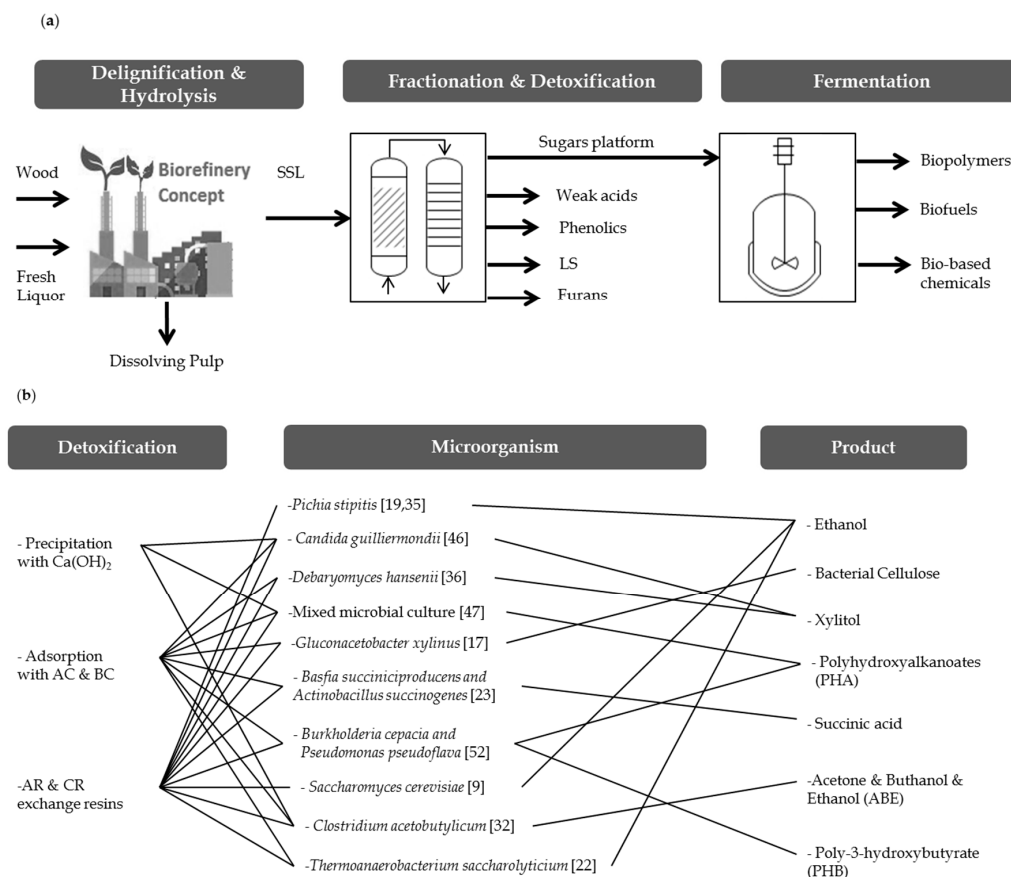 (a)
Delignification &
Hydrolysis
Fractionation & Detoxification
Fermentation
Wood
Fresh
Liquor
Biorefinery
Concept
SSL
Dissolving Pulp
Sugars platform
Weak acids
Phenolics
LS
Furans
Biopolymers
Biofuels
Bio-based
chemicals
(b)
Detoxification
Microorganism
Product
- Precipitation
with Ca(OH)₂
- Adsorption
with AC & BC
-AR & CR
exchange resins
-Pichia stipitis [19,35]
- Candida guilliermondii [46]
-Debaryomyces hansenii [36]
-Mixed microbial culture [47]
-Gluconacetobacter xylinus [17]
- Basfia succiniciproducens and
Actinobacillus succinogenes [23]
- Burkholderia cepacia and
Pseudomonas pseudoflava [52]
- Saccharomyces cerevisiae [9]
- Clostridium acetobutylicum [32]
-Thermoanaerobacterium saccharolyticium [22]
- Ethanol
- Bacterial Cellulose
- Xylitol
- Polyhydroxyalkanoates
(PHA)
- Succinic acid
-Acetone & Buthanol &
Ethanol (ABE)
- Poly-3-hydroxybutyrate
(PHB)